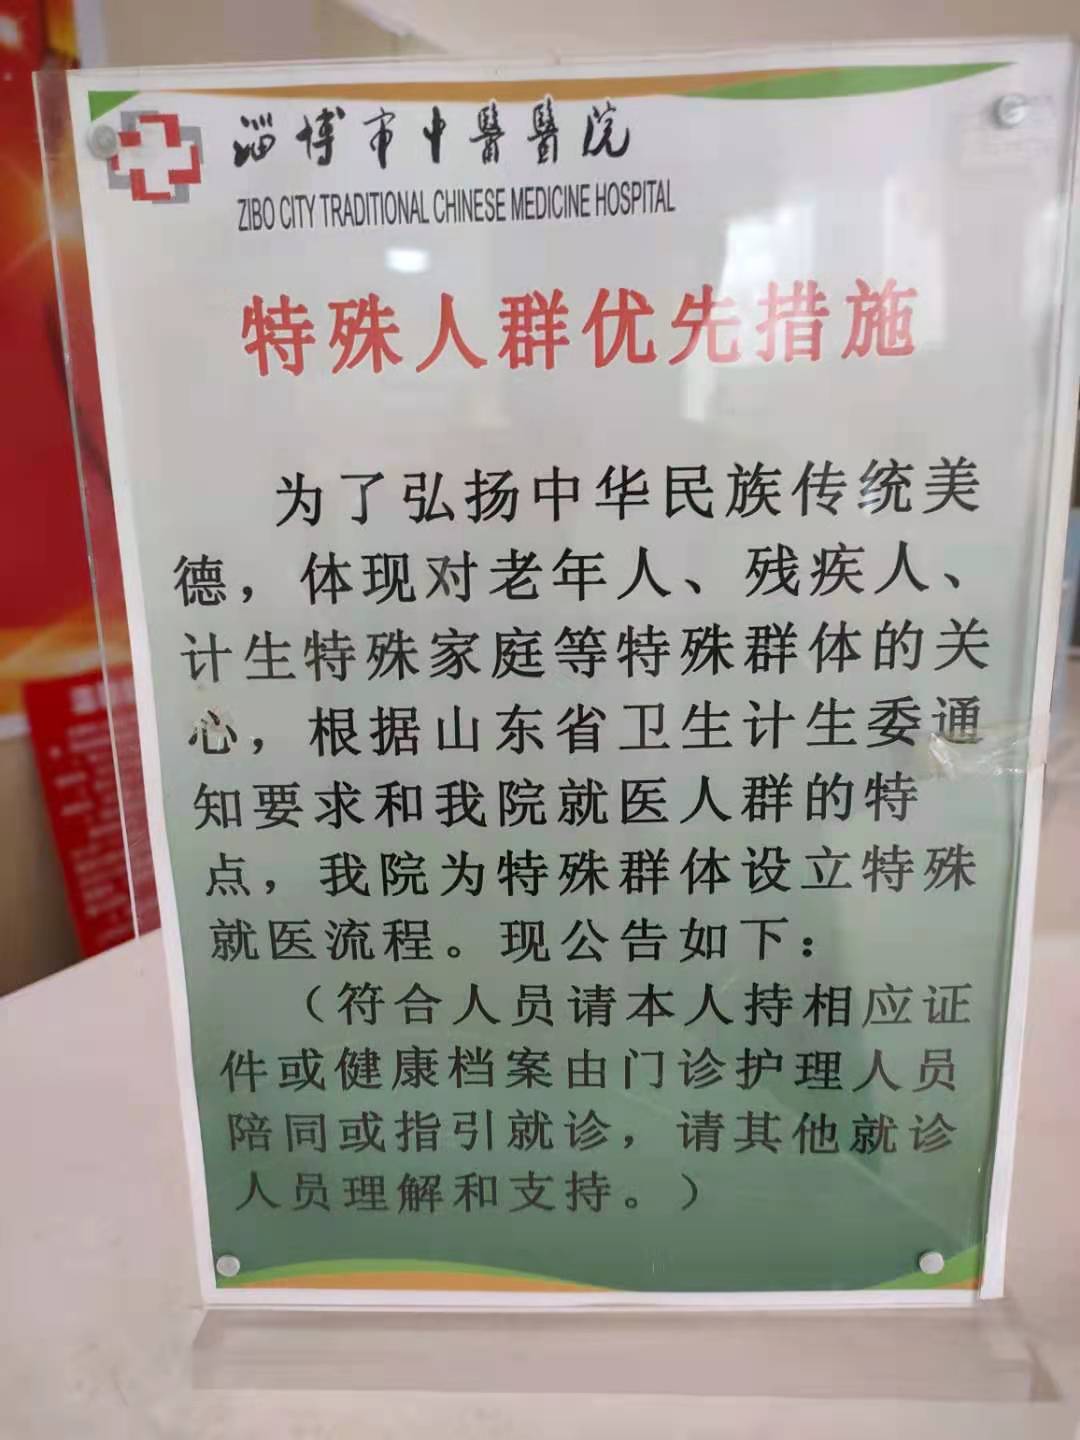 淄博市中醫醫院
ZIBO CITY TRADITIONAL CHINESE MEDICINE HOSPITAL
特殊人群优先措施
为了弘扬中华民族传统美
德，体现对老年人、残疾人、
计生特殊家庭等特殊群体的关
心，根据山东省卫生计生委通
知要求和我院就医人群的特
点，我院为特殊群体设立特殊
就医流程。现公告如下：
（符合人员请本人持相应证
件或健康档案由门诊护理人员
陪同或指引就诊，请其他就诊
人员理解和支持。）